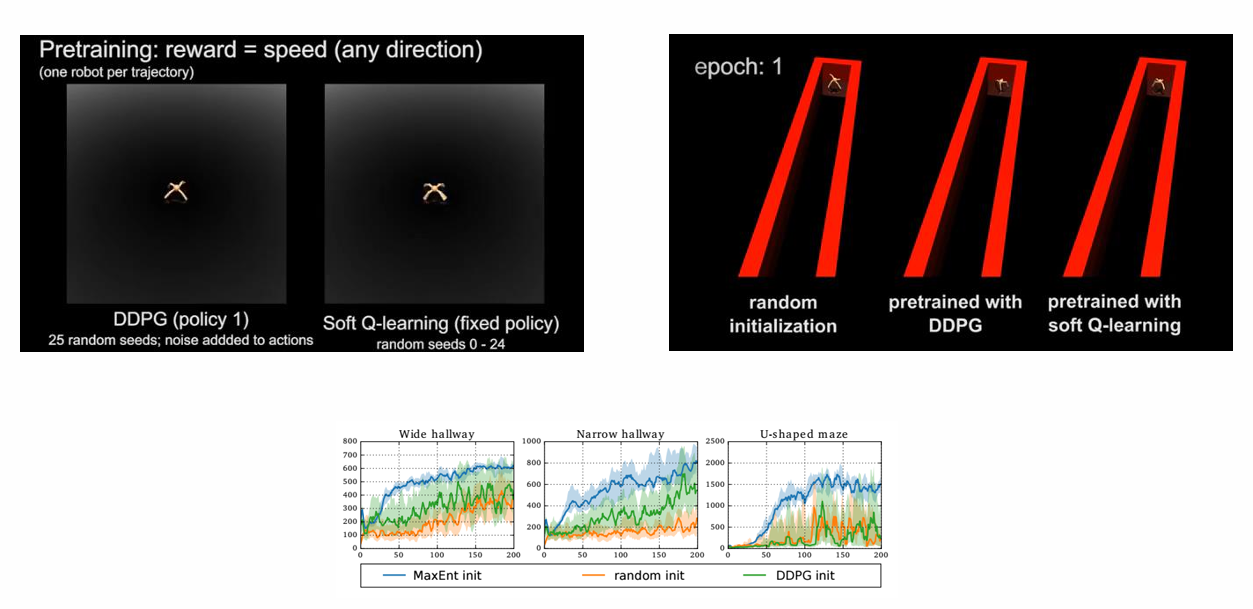 Pretraining: reward = speed (any direction)
(one robot per trajectory)
DDPG (policy 1)
25 random seeds; noise addded to actions
Soft Q-learning (fixed policy)
random seeds 0 - 24
epoch: 1
random
initialization
pretrained with
DDPG
pretrained with
soft Q-learning
Wide hallway
800
700
600
500
400
300
200
100
0
0 50 100 150 200
Narrow hallway
1000
800
600
400
200
0
0 50 100 150 200
U-shaped maze
2500
2000
1500
1000
500
0
0 50 100 150 200
MaxEnt init random init DDPG init